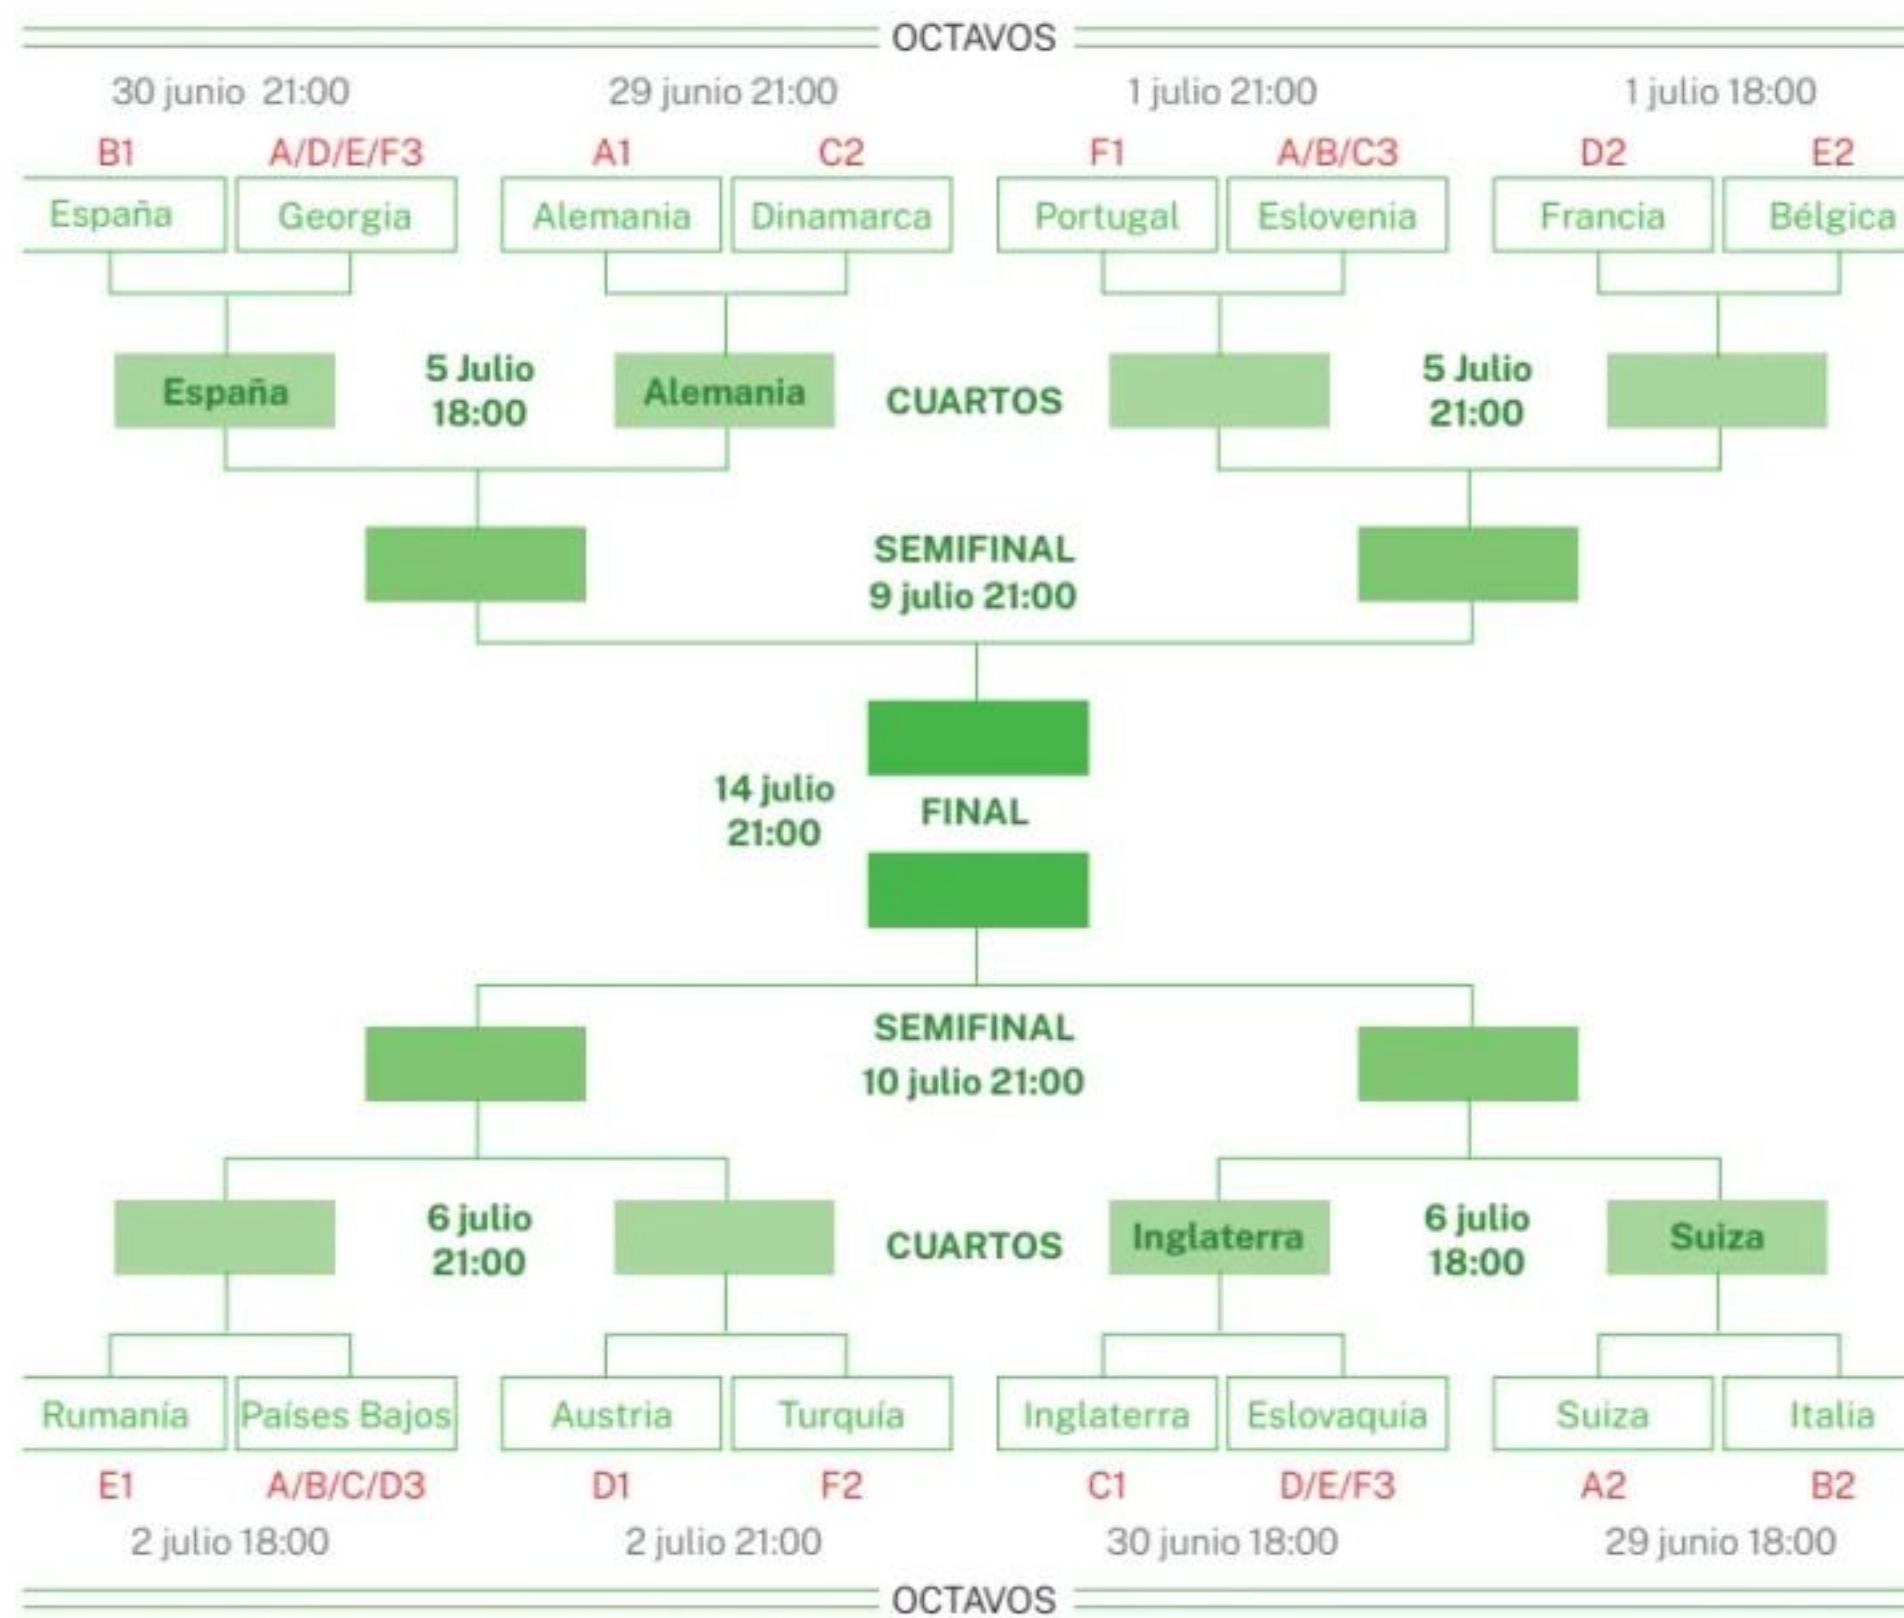 OCTAVOS
30 junio 21:00
29 junio 21:00
1 julio 21:00
1 julio 18:00
B1
A/D/E/F3
A1
C2
F1
A/B/C3
D2
E2
España
Georgia
Alemania
Dinamarca
Portugal
Eslovenia
Francia
Bélgica
España
5 Julio
18:00
Alemania
CUARTOS
5 Julio
21:00
SEMIFINAL
9 julio 21:00
14 julio
21:00
FINAL
SEMIFINAL
10 julio 21:00
6 julio
21:00
CUARTOS
Inglaterra
6 julio
18:00
Suiza
Rumanía
Países Bajos
Austria
Turquía
Inglaterra
Eslovaquia
Suiza
Italia
E1
A/B/C/D3
D1
F2
C1
D/E/F3
A2
B2
2 julio 18:00
2 julio 21:00
30 junio 18:00
29 junio 18:00
OCTAVOS